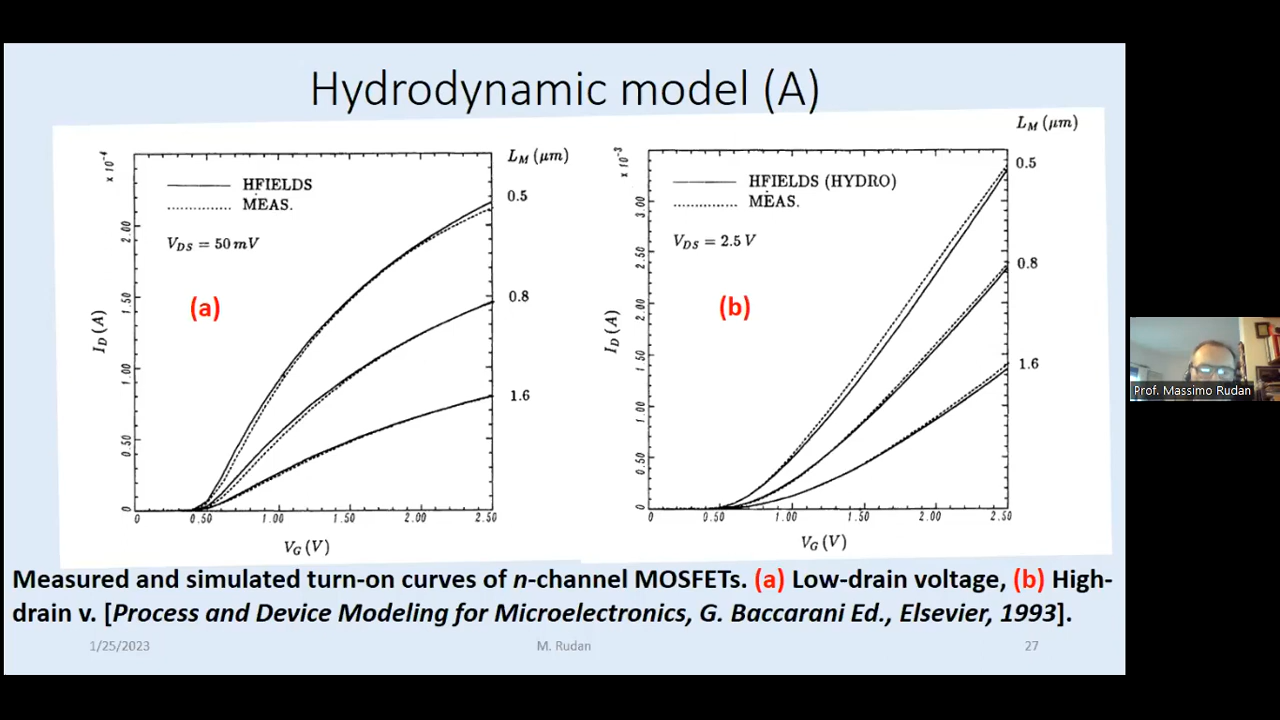 Hydrodynamic model (A)
x 10⁻⁴
L_M (μm)
HFIELDS
MEAS.
V_DS = 50 mV
(a)
0.5
0.8
1.6
I_D (A)
2.00
1.50
1.00
0.50
0
0
0.50
1.00
1.50
2.00
2.50
V_G (V)
x 10⁻³
L_M (μm)
HFIELDS (HYDRO)
MEAS.
V_DS = 2.5 V
(b)
0.5
0.8
1.6
I_D (A)
3.00
2.50
2.00
1.50
1.00
0.50
0
0
0.50
1.00
1.50
2.00
2.50
V_G (V)
Measured and simulated turn-on curves of n-channel MOSFETs. (a) Low-drain voltage, (b) High-
drain v. [Process and Device Modeling for Microelectronics, G. Baccarani Ed., Elsevier, 1993].
1/25/2023
M. Rudan
27
Prof. Massimo Rudan